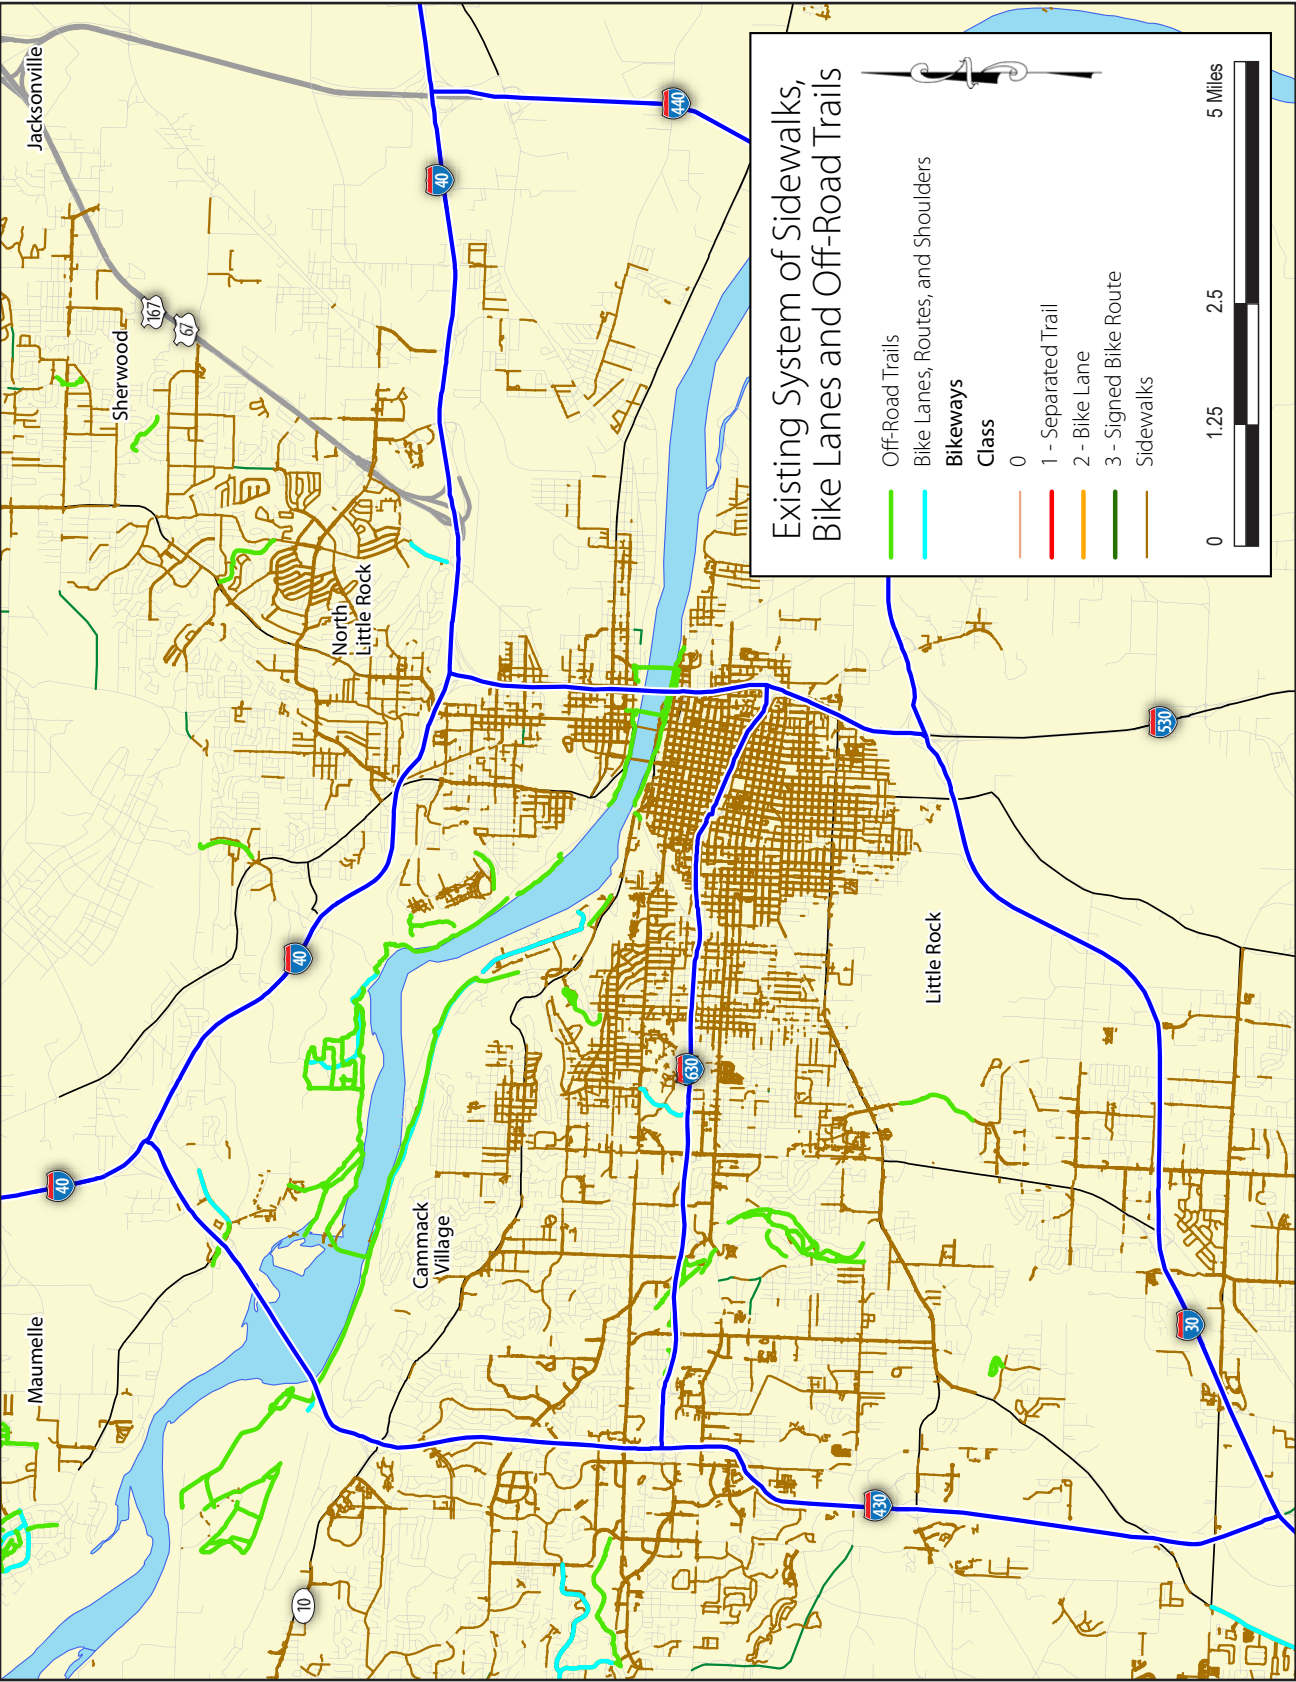 Existing System of Sidewalks,
Bike Lanes and Off-Road Trails
Off-Road Trails
Bike Lanes, Routes, and Shoulders
Bikeways
Class
0
1 - Separated Trail
2 - Bike Lane
3 - Signed Bike Route
Sidewalks
0
1.25
2.5
5 Miles
Maumelle
Jacksonville
Sherwood
North
Little Rock
Cammack
Village
Little Rock
40
40
40
167
67
440
10
630
430
530
30